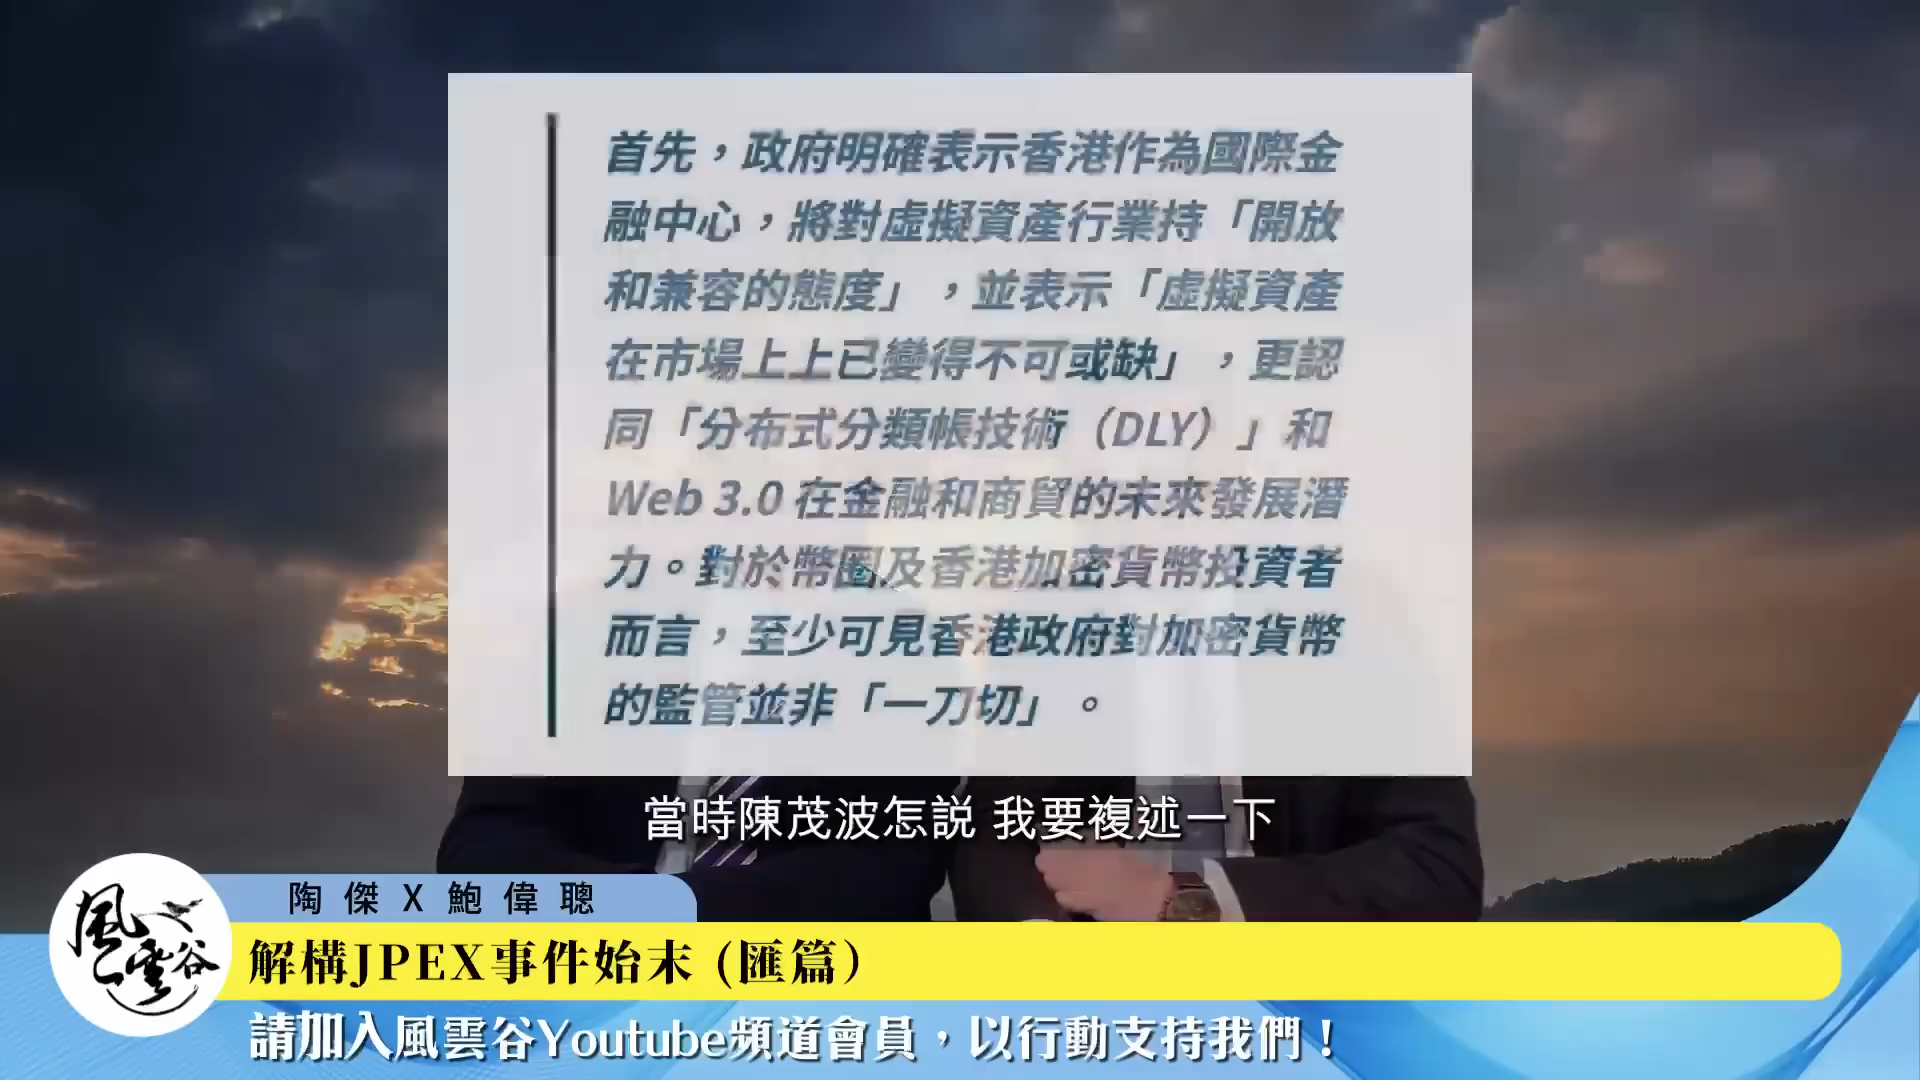 首先，政府明確表示香港作為國際金
融中心，將對虛擬資產行業持「開放
和兼容的態度」，並表示「虛擬資產
在市場上上已變得不可或缺」，更認
同「分布式分類帳技術（DLY）」和
Web 3.0 在金融和商貿的未來發展潛
力。對於幣圈及香港加密貨幣投資者
而言，至少可見香港政府對加密貨幣
的監管並非「一刀切」。
當時陳茂波怎説 我要複述一下
陶傑X鮑偉聰
風雲谷
解構JPEX事件始末 (匯篇)
請加入風雲谷Youtube頻道會員，以行動支持我們！